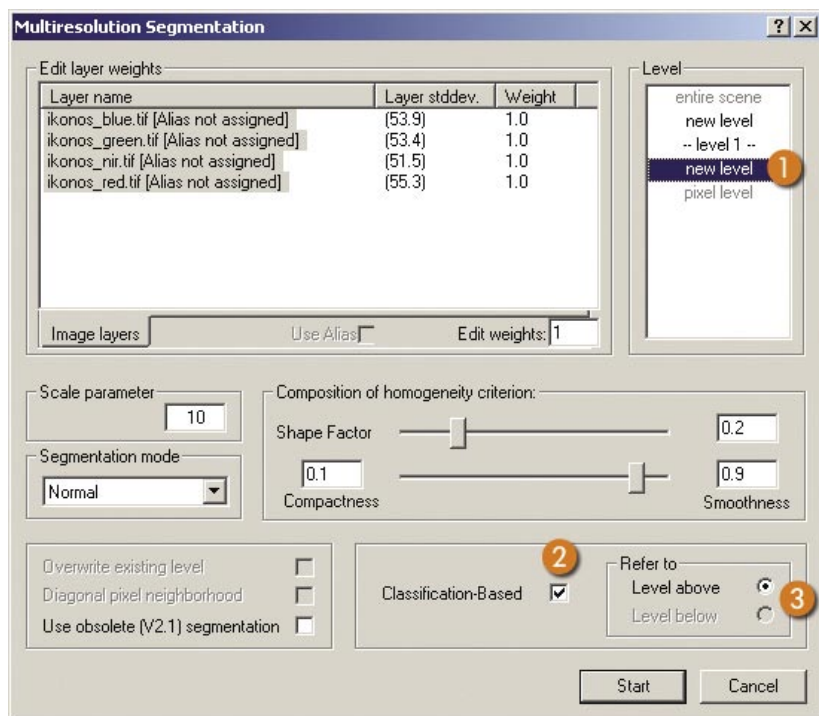 Multiresolution Segmentation
Edit layer weights
Layer name Layer stddev. Weight
ikonos_blue.tif [Alias not assigned] (53.9) 1.0
ikonos_green.tif [Alias not assigned] (53.4) 1.0
ikonos_nir.tif [Alias not assigned] (51.5) 1.0
ikonos_red.tif [Alias not assigned] (55.3) 1.0
Image layers Use Alias Edit weights: 1
Level
entire scene
new level
-- level 1 --
new level 1
pixel level
Scale parameter
10
Segmentation mode
Normal
Composition of homogeneity criterion:
Shape Factor 0.2
0.1 0.9
Compactness Smoothness
Overwrite existing level
Diagonal pixel neighborhood
Use obsolete (V2.1) segmentation
2
Classification-Based
Refer to
Level above
3
Level below
Start Cancel